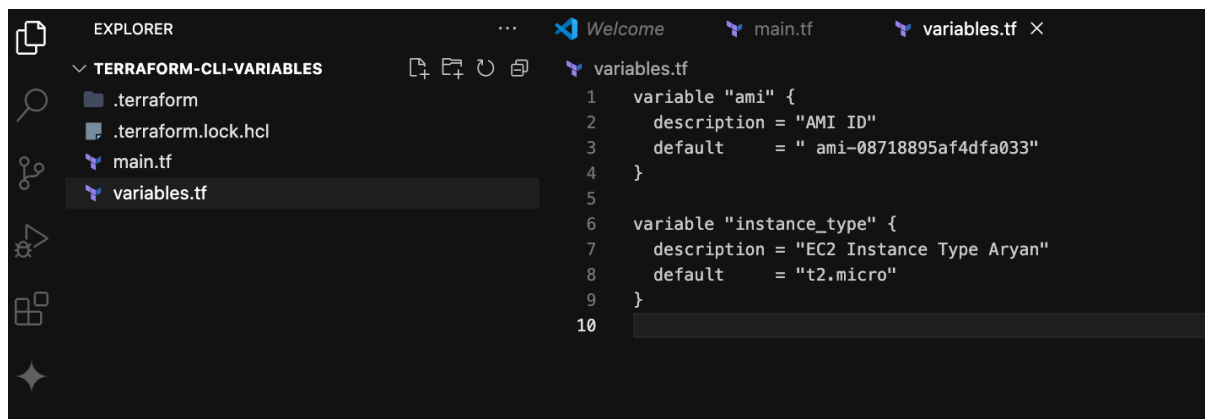 EXPLORER
TERRAFORM-CLI-VARIABLES
.terraform
.terraform.lock.hcl
main.tf
variables.tf
Welcome main.tf variables.tf
variables.tf
1 variable "ami" {
2   description = "AMI ID"
3   default     = " ami-08718895af4dfa033"
4 }
5
6 variable "instance_type" {
7   description = "EC2 Instance Type Aryan"
8   default     = "t2.micro"
9 }
10